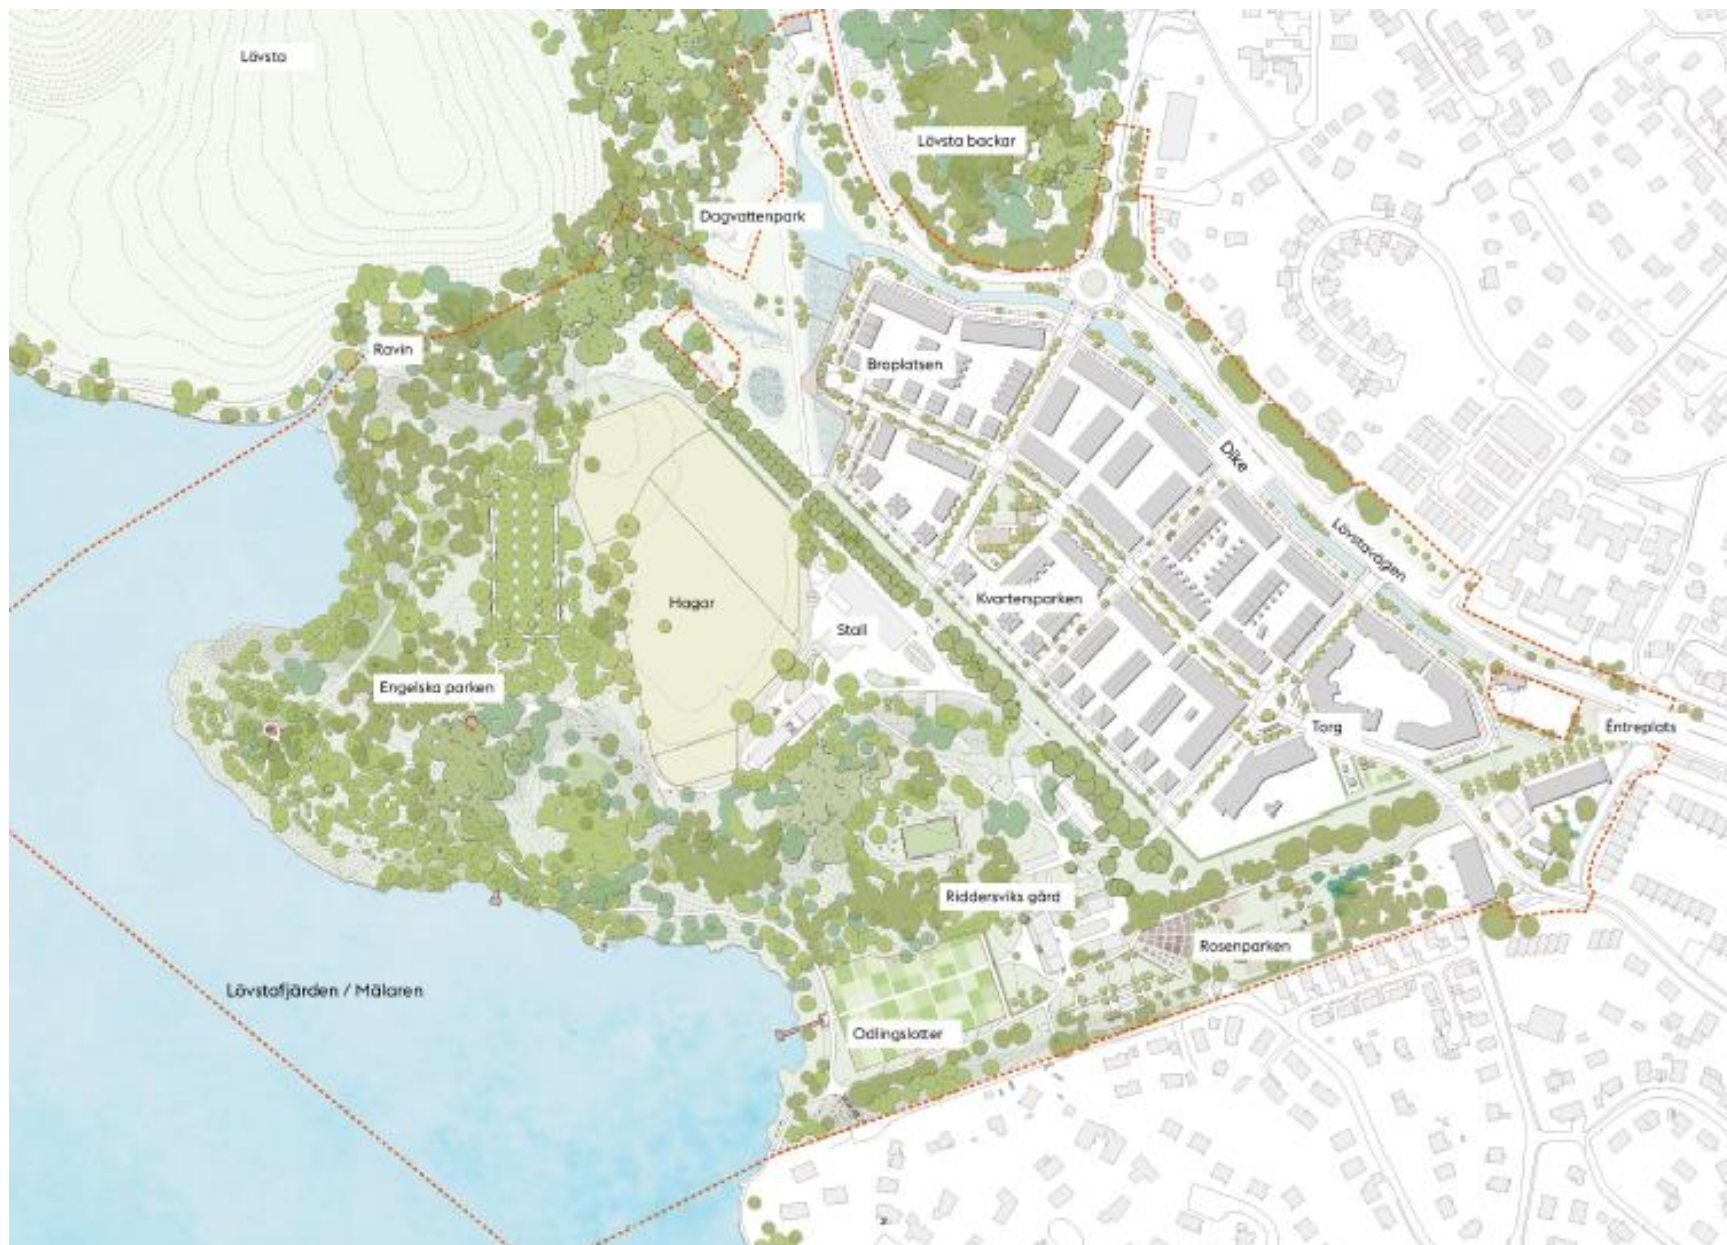 Lövsta
Lövsta backar
Dagvattenpark
Ravin
Broplatsen
Dike
Lövstavägen
Hagar
Kvartersparken
Stall
Engelska parken
Torg
Entreplats
Riddersviks gård
Rosenparken
Lövstafjärden / Mälaren
Odlingslotter